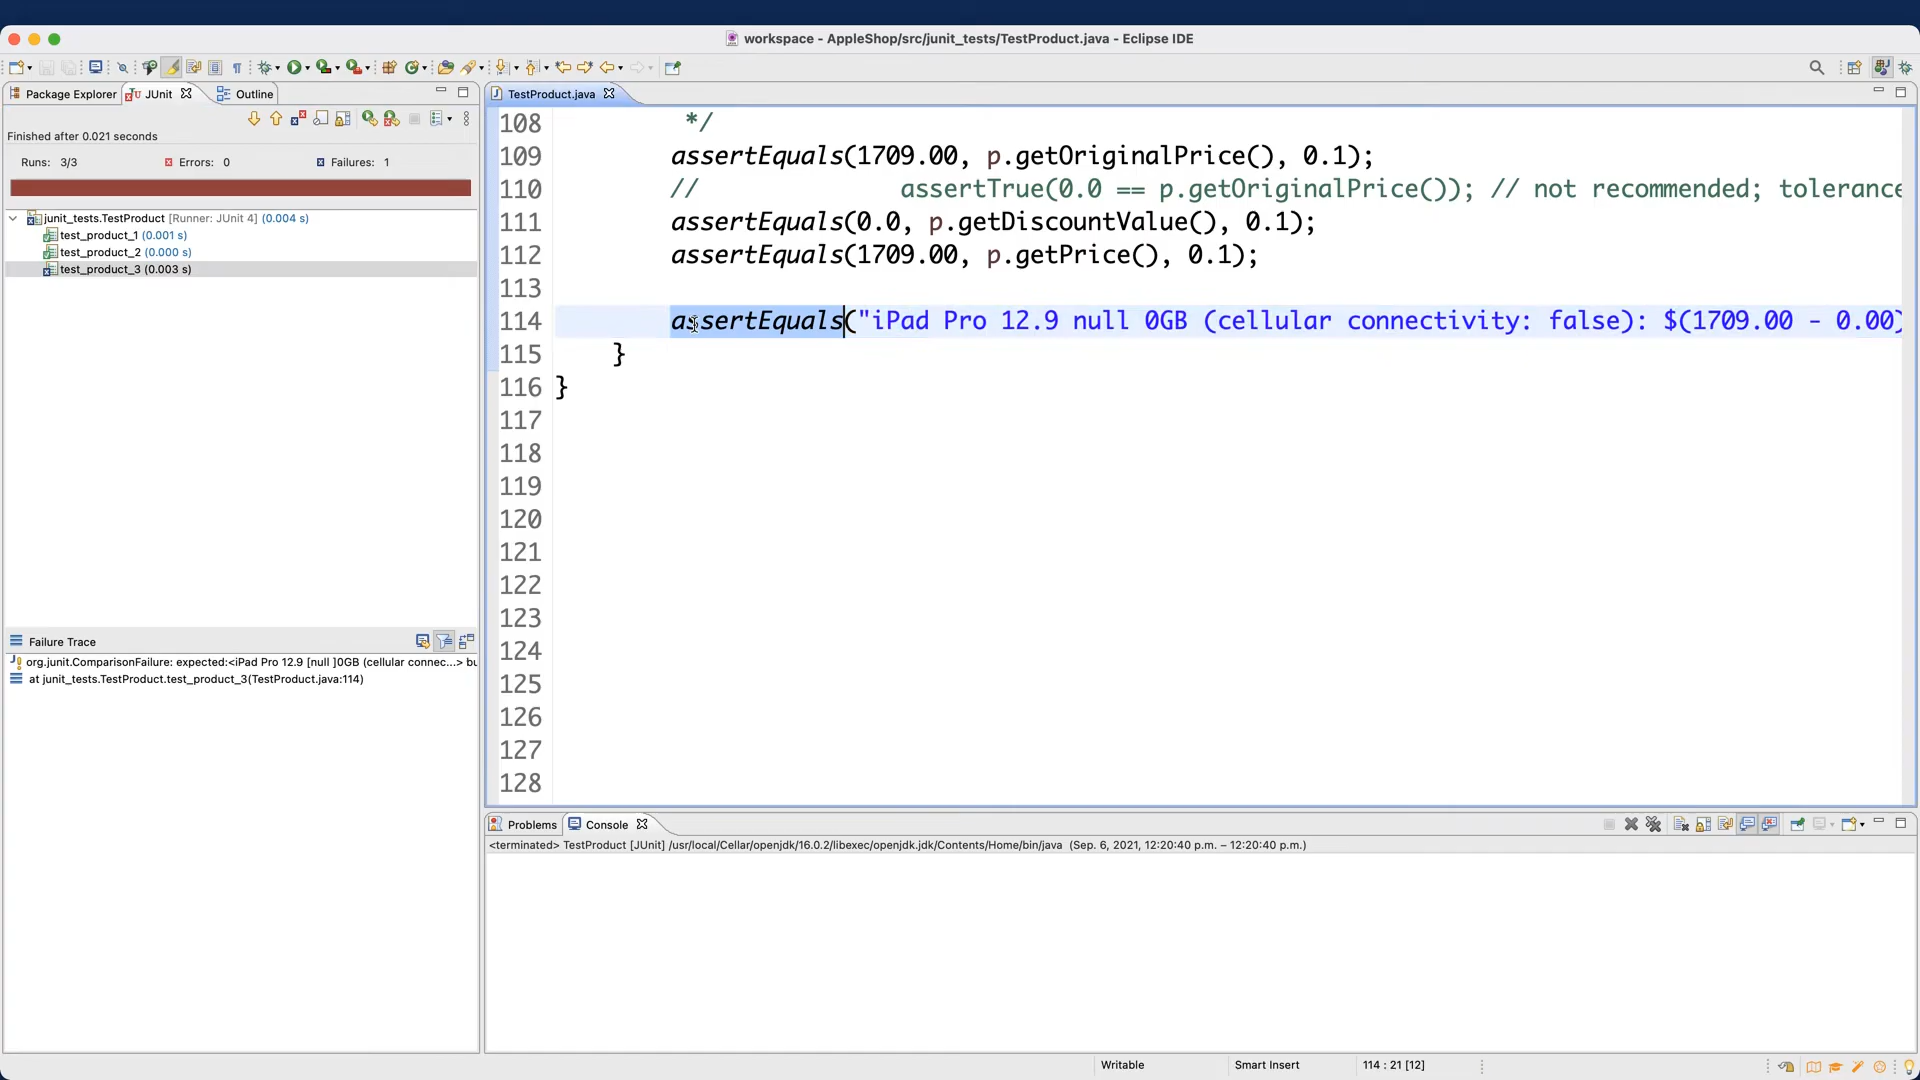 workspace - AppleShop/src/junit_tests/TestProduct.java - Eclipse IDE
Package Explorer
JUnit
Outline
TestProduct.java
Finished after 0.021 seconds
Runs: 3/3
Errors: 0
Failures: 1
junit_tests.TestProduct [Runner: JUnit 4] (0.004 s)
test_product_1 (0.001 s)
test_product_2 (0.000 s)
test_product_3 (0.003 s)
Failure Trace
org.junit.ComparisonFailure: expected:<iPad Pro 12.9 [null ]0GB (cellular connec...> bu
at junit_tests.TestProduct.test_product_3(TestProduct.java:114)
108 */
109 assertEquals(1709.00, p.getOriginalPrice(), 0.1);
110 // assertTrue(0.0 == p.getOriginalPrice()); // not recommended; tolerance
111 assertEquals(0.0, p.getDiscountValue(), 0.1);
112 assertEquals(1709.00, p.getPrice(), 0.1);
113
114 assertEquals("iPad Pro 12.9 null 0GB (cellular connectivity: false): $(1709.00 - 0.00)
115 }
116 }
117
118
119
120
121
122
123
124
125
126
127
128
Problems
Console
<terminated> TestProduct [JUnit] /usr/local/Cellar/openjdk/16.0.2/libexec/openjdk.jdk/Contents/Home/bin/java (Sep. 6, 2021, 12:20:40 p.m. – 12:20:40 p.m.)
Writable
Smart Insert
114 : 21 [12]